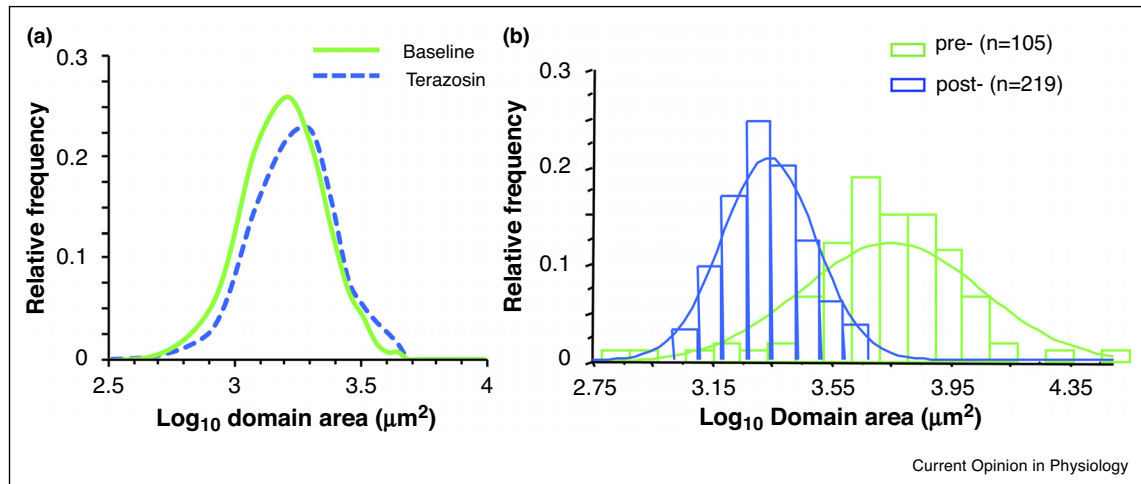 (a)
Baseline
Terazosin
0.3
0.2
0.1
0
Relative frequency
2.5 3 3.5 4
Log10 domain area (μm2)
(b)
pre- (n=105)
post- (n=219)
0.3
0.2
0.1
0
Relative frequency
2.75 3.15 3.55 3.95 4.35
Log10 Domain area (μm2)
Current Opinion in Physiology